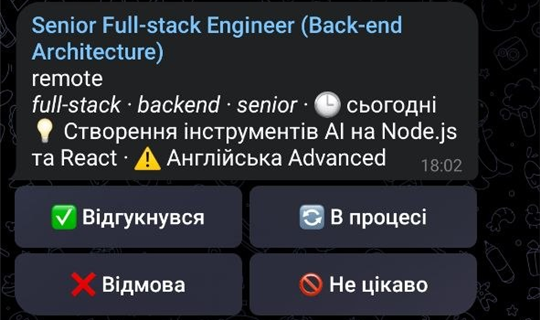 Senior Full-stack Engineer (Back-end
Architecture)
remote
full-stack · backend · senior · 🕒 сьогодні
💡 Створення інструментів AI на Node.js
та React · ⚠️ Англійська Advanced
18:02
✅ Відгукнувся
🔄 В процесі
❌ Відмова
🚫 Не цікаво